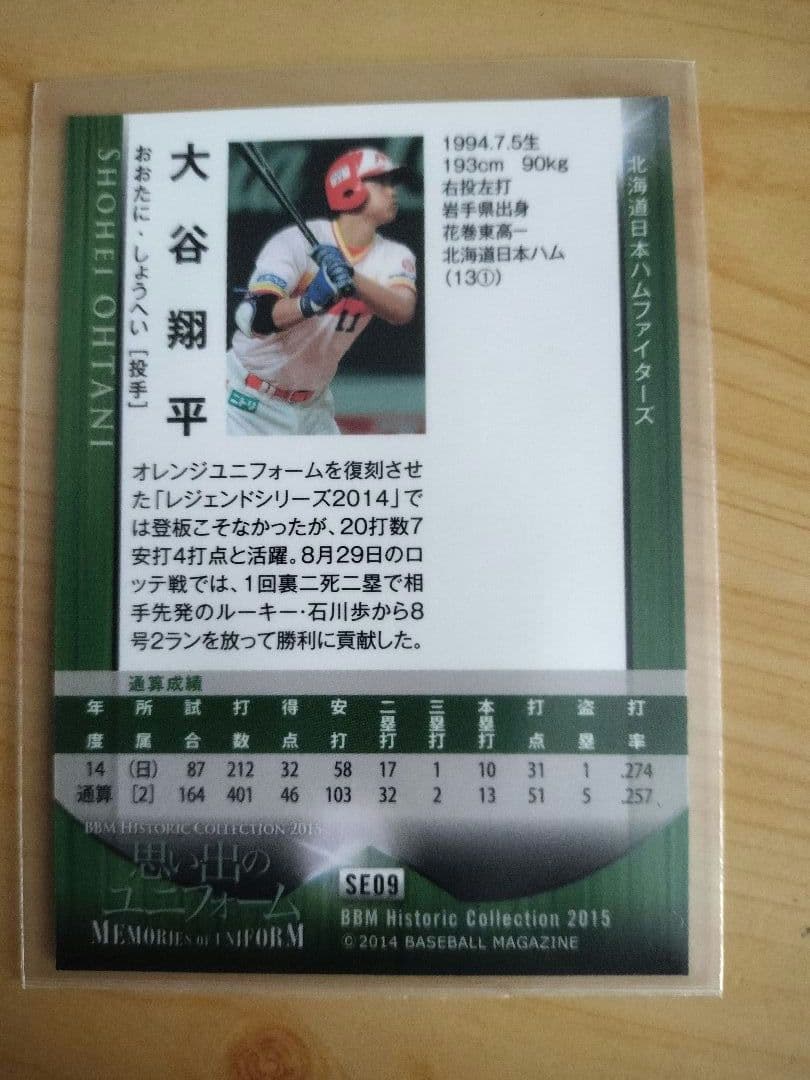 SHOHEI OHTANI
おおたに・しょうへい [投手]
大谷翔平
11
ニトリ
1994.7.5生
193cm 90kg
右投左打
岩手県出身
花巻東高ー
北海道日本ハム
(13①)
北海道日本ハムファイターズ
オレンジユニフォームを復刻させ
た「レジェンドシリーズ2014」で
は登板こそなかったが、20打数7
安打4打点と活躍。8月29日のロ
ッテ戦では、1回裏二死二塁で相
手先発のルーキー・石川歩から8
号2ランを放って勝利に貢献した。
通算成績
年度 所属 試合 打数 得点 安打 二塁打 三塁打 本塁打 打点 盗塁 打率
14 (日) 87 212 32 58 17 1 10 31 1 .274
通算 [2] 164 401 46 103 32 2 13 51 5 .257
BBM HISTORIC COLLECTION 2015
思い出の
ユニフォーム
MEMORIES OF UNIFORM
SE09
BBM Historic Collection 2015
© 2014 BASEBALL MAGAZINE